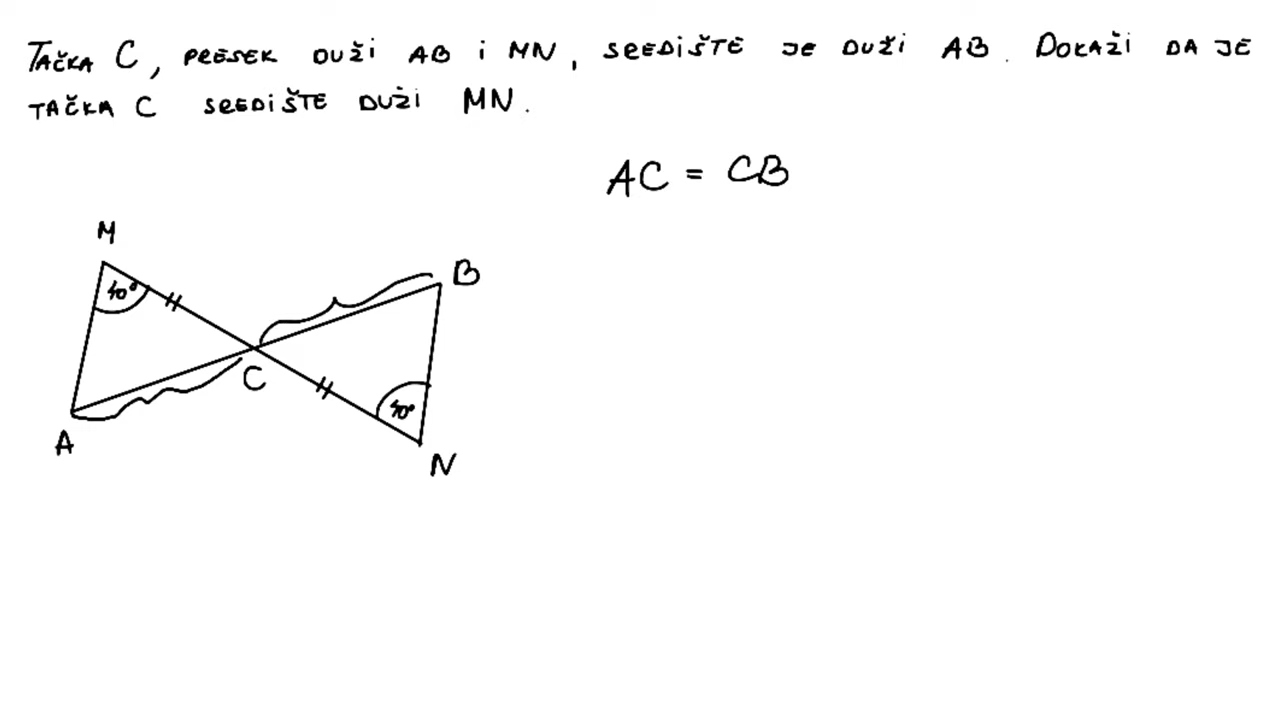 TAČKA C, PRESEK DUŽI AB i MN, SREDIŠTE JE DUŽI AB. DOKAŽI DA JE
TAČKA C SREDIŠTE DUŽI MN.
AC = CB
M
B
40°
C
40°
A
N